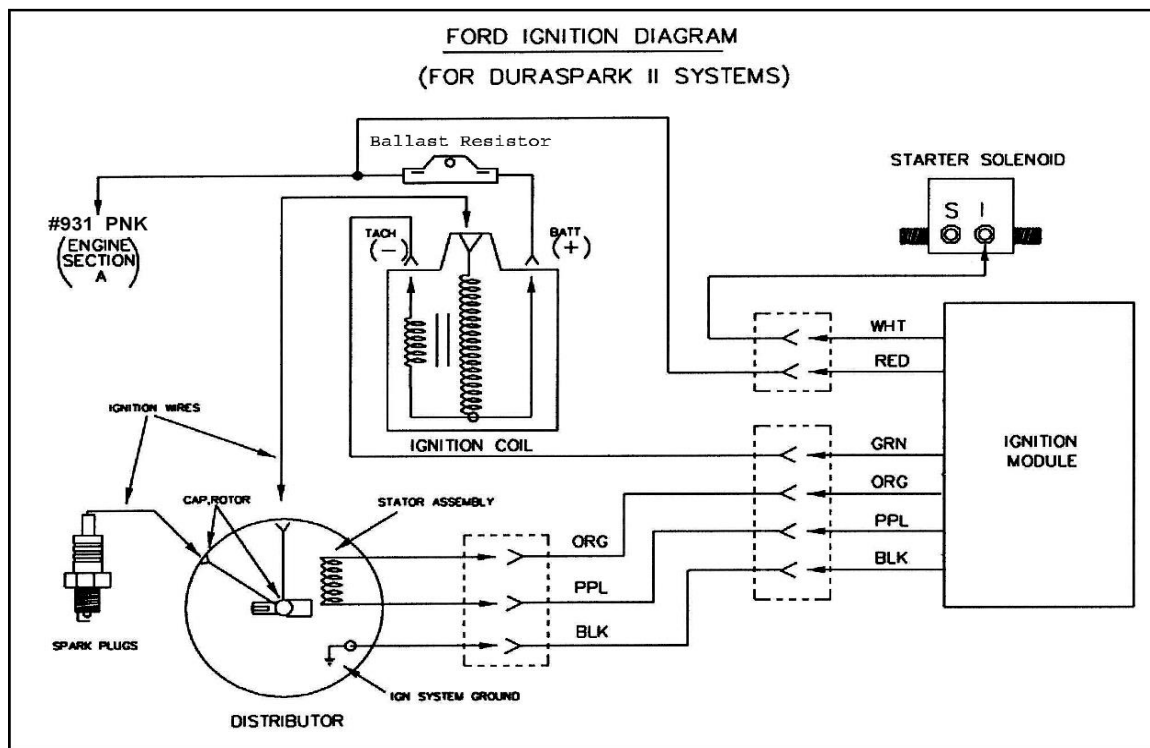 FORD IGNITION DIAGRAM
(FOR DURASPARK II SYSTEMS)
Ballast Resistor
STARTER SOLENOID
S I
#931 PNK
(ENGINE
SECTION
A)
TACH
(-)
BATT
(+)
WHT
RED
IGNITION WIRES
IGNITION COIL
GRN
IGNITION
MODULE
ORG
CAP,ROTOR
STATOR ASSEMBLY
PPL
ORG
BLK
PPL
BLK
SPARK PLUGS
IGN SYSTEM GROUND
DISTRIBUTOR